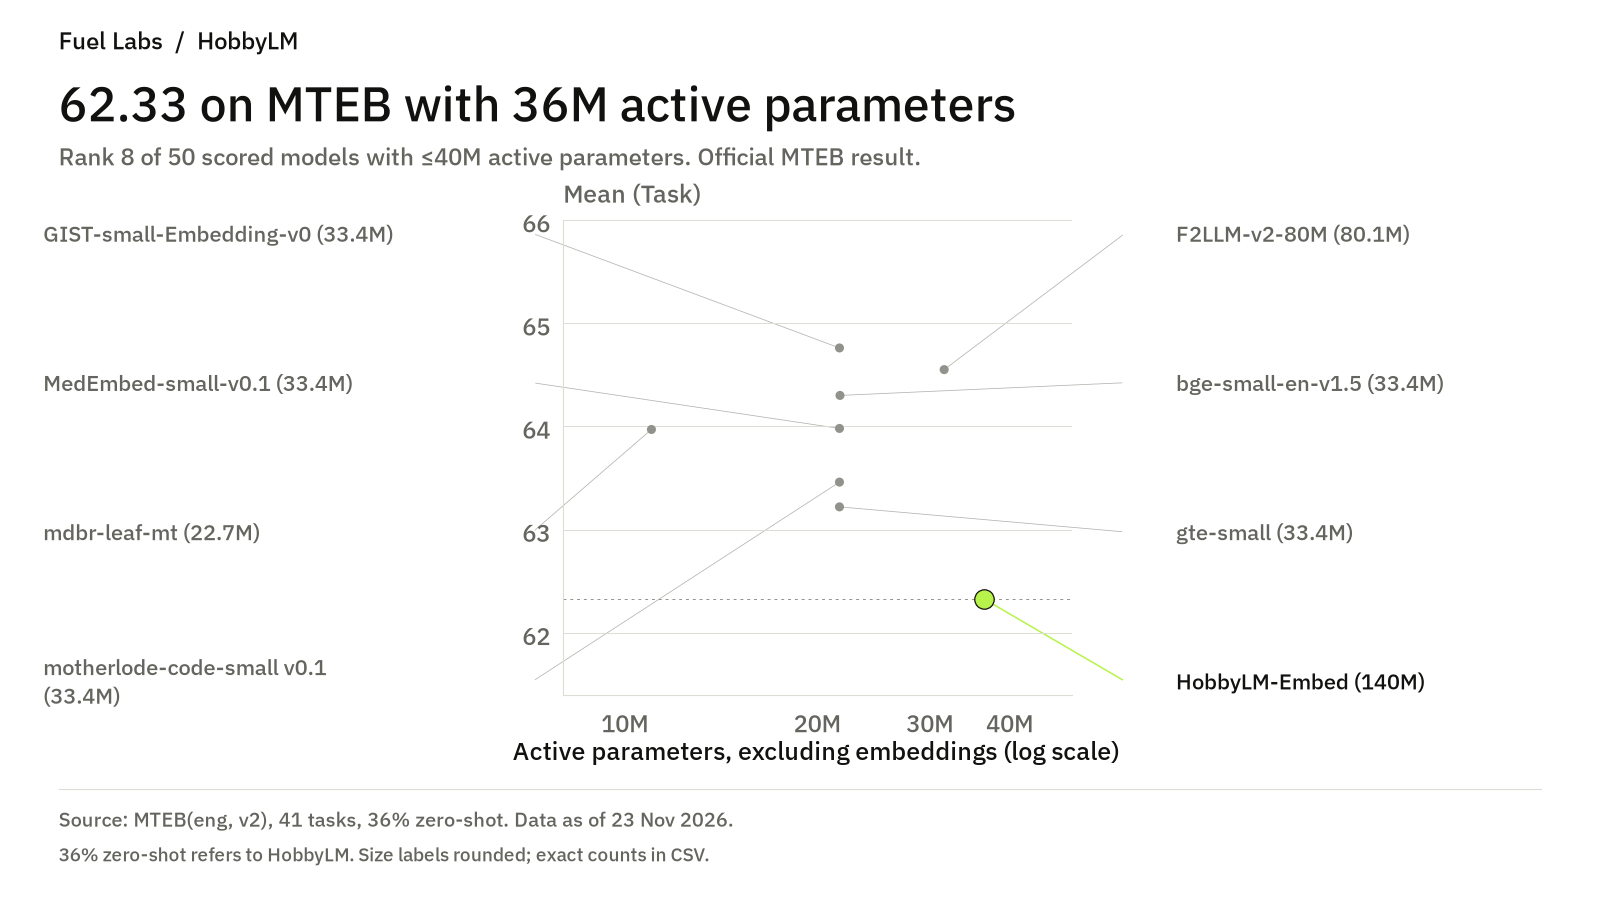 Fuel Labs / HobbyLM
62.33 on MTEB with 36M active parameters
Rank 8 of 50 scored models with ≤40M active parameters. Official MTEB result.
Mean (Task)
66
65
64
63
62
GIST-small-Embedding-v0 (33.4M)
MedEmbed-small-v0.1 (33.4M)
mdbr-leaf-mt (22.7M)
motherlode-code-small v0.1
(33.4M)
F2LLM-v2-80M (80.1M)
bge-small-en-v1.5 (33.4M)
gte-small (33.4M)
HobbyLM-Embed (140M)
10M 20M 30M 40M
Active parameters, excluding embeddings (log scale)
Source: MTEB(eng, v2), 41 tasks, 36% zero-shot. Data as of 23 Nov 2026.
36% zero-shot refers to HobbyLM. Size labels rounded; exact counts in CSV.